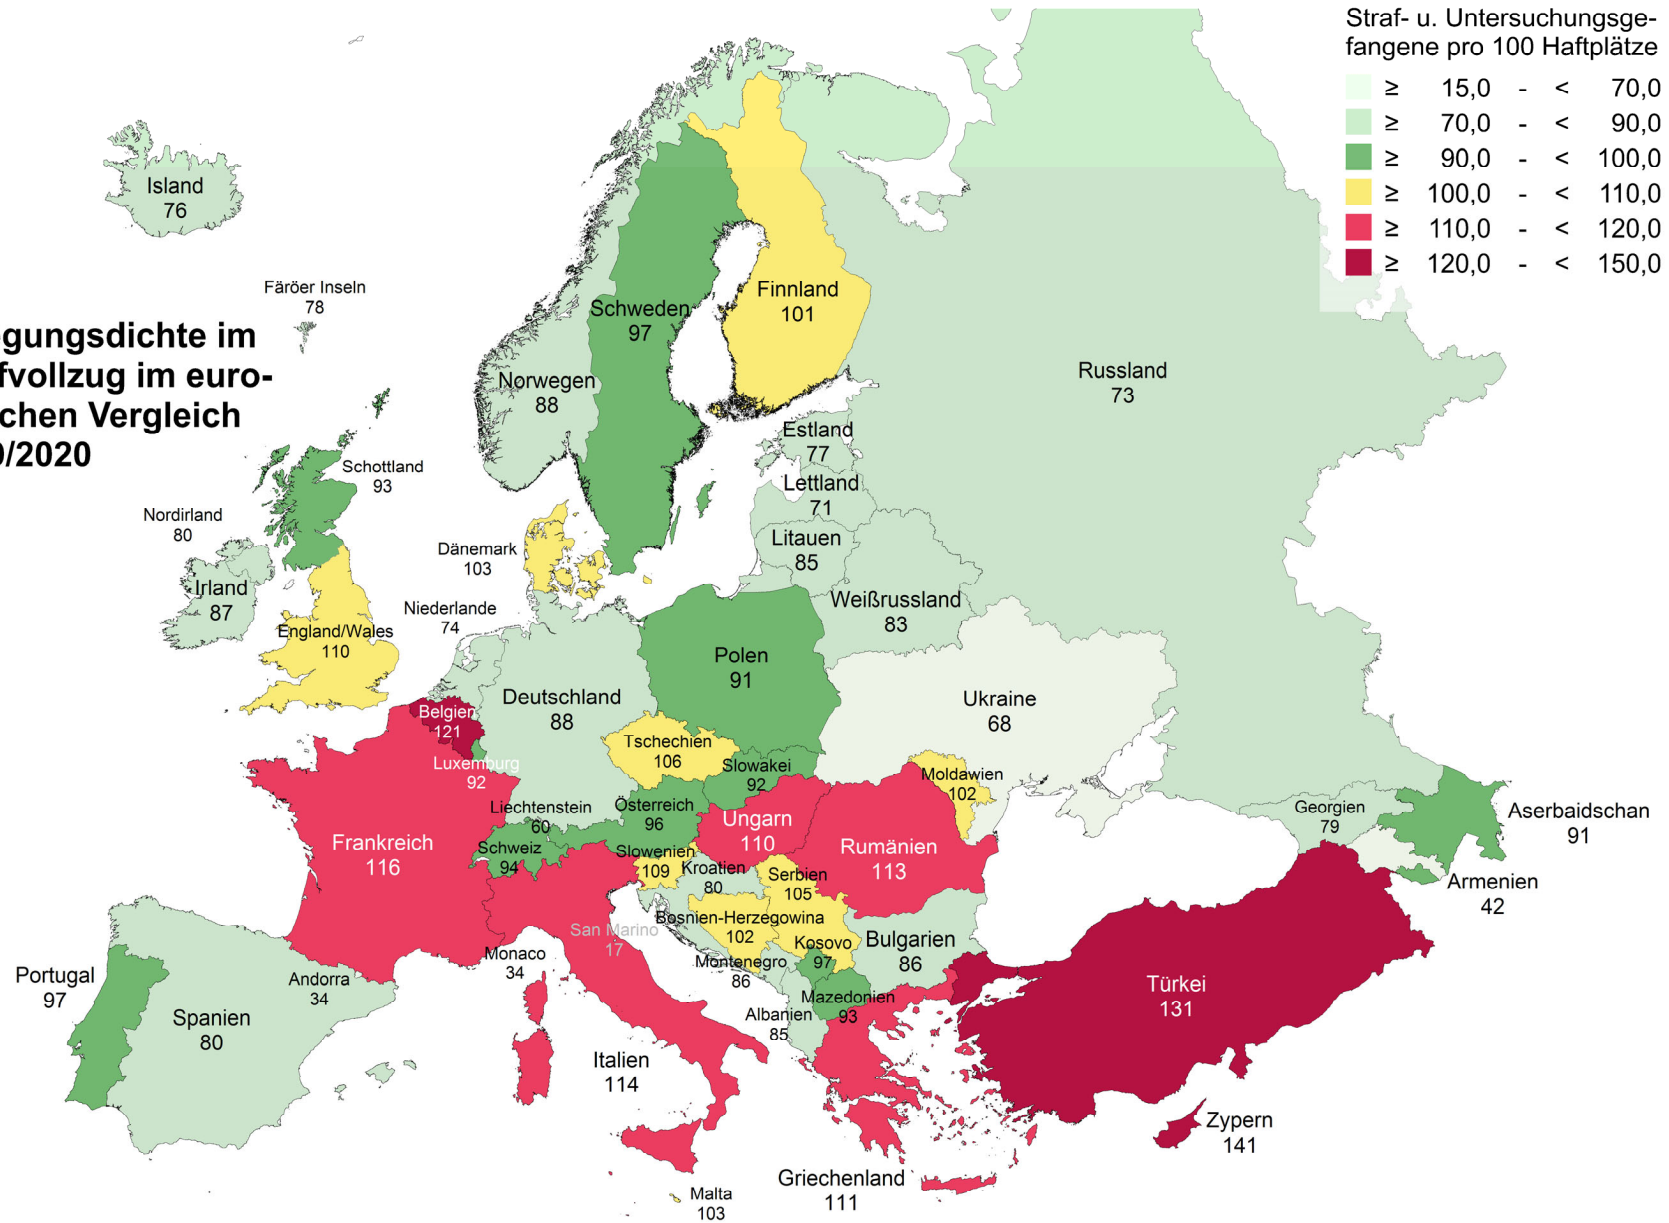 Straf- u. Untersuchungsge-
fangene pro 100 Haftplätze
≥ 15,0 - < 70,0
≥ 70,0 - < 90,0
≥ 90,0 - < 100,0
≥ 100,0 - < 110,0
≥ 110,0 - < 120,0
≥ 120,0 - < 150,0
gungsdichte im
fvollzug im euro-
chen Vergleich
/2020
Island
76
Färöer Inseln
78
Schweden
97
Finnland
101
Norwegen
88
Russland
73
Estland
77
Lettland
71
Litauen
85
Schottland
93
Nordirland
80
Irland
87
England/Wales
110
Dänemark
103
Niederlande
74
Weißrussland
83
Polen
91
Deutschland
88
Ukraine
68
Belgien
121
Luxemburg
92
Tschechien
106
Slowakei
92
Moldawien
102
Liechtenstein
60
Österreich
96
Ungarn
110
Rumänien
113
Frankreich
116
Schweiz
94
Slowenien
109
Kroatien
80
Serbien
105
Georgien
79
Aserbaidschan
91
Armenien
42
Bosnien-Herzegowina
102
San Marino
17
Kosovo
97
Bulgarien
86
Monaco
34
Montenegro
86
Andorra
34
Portugal
97
Spanien
80
Mazedonien
93
Albanien
85
Türkei
131
Italien
114
Zypern
141
Griechenland
111
Malta
103